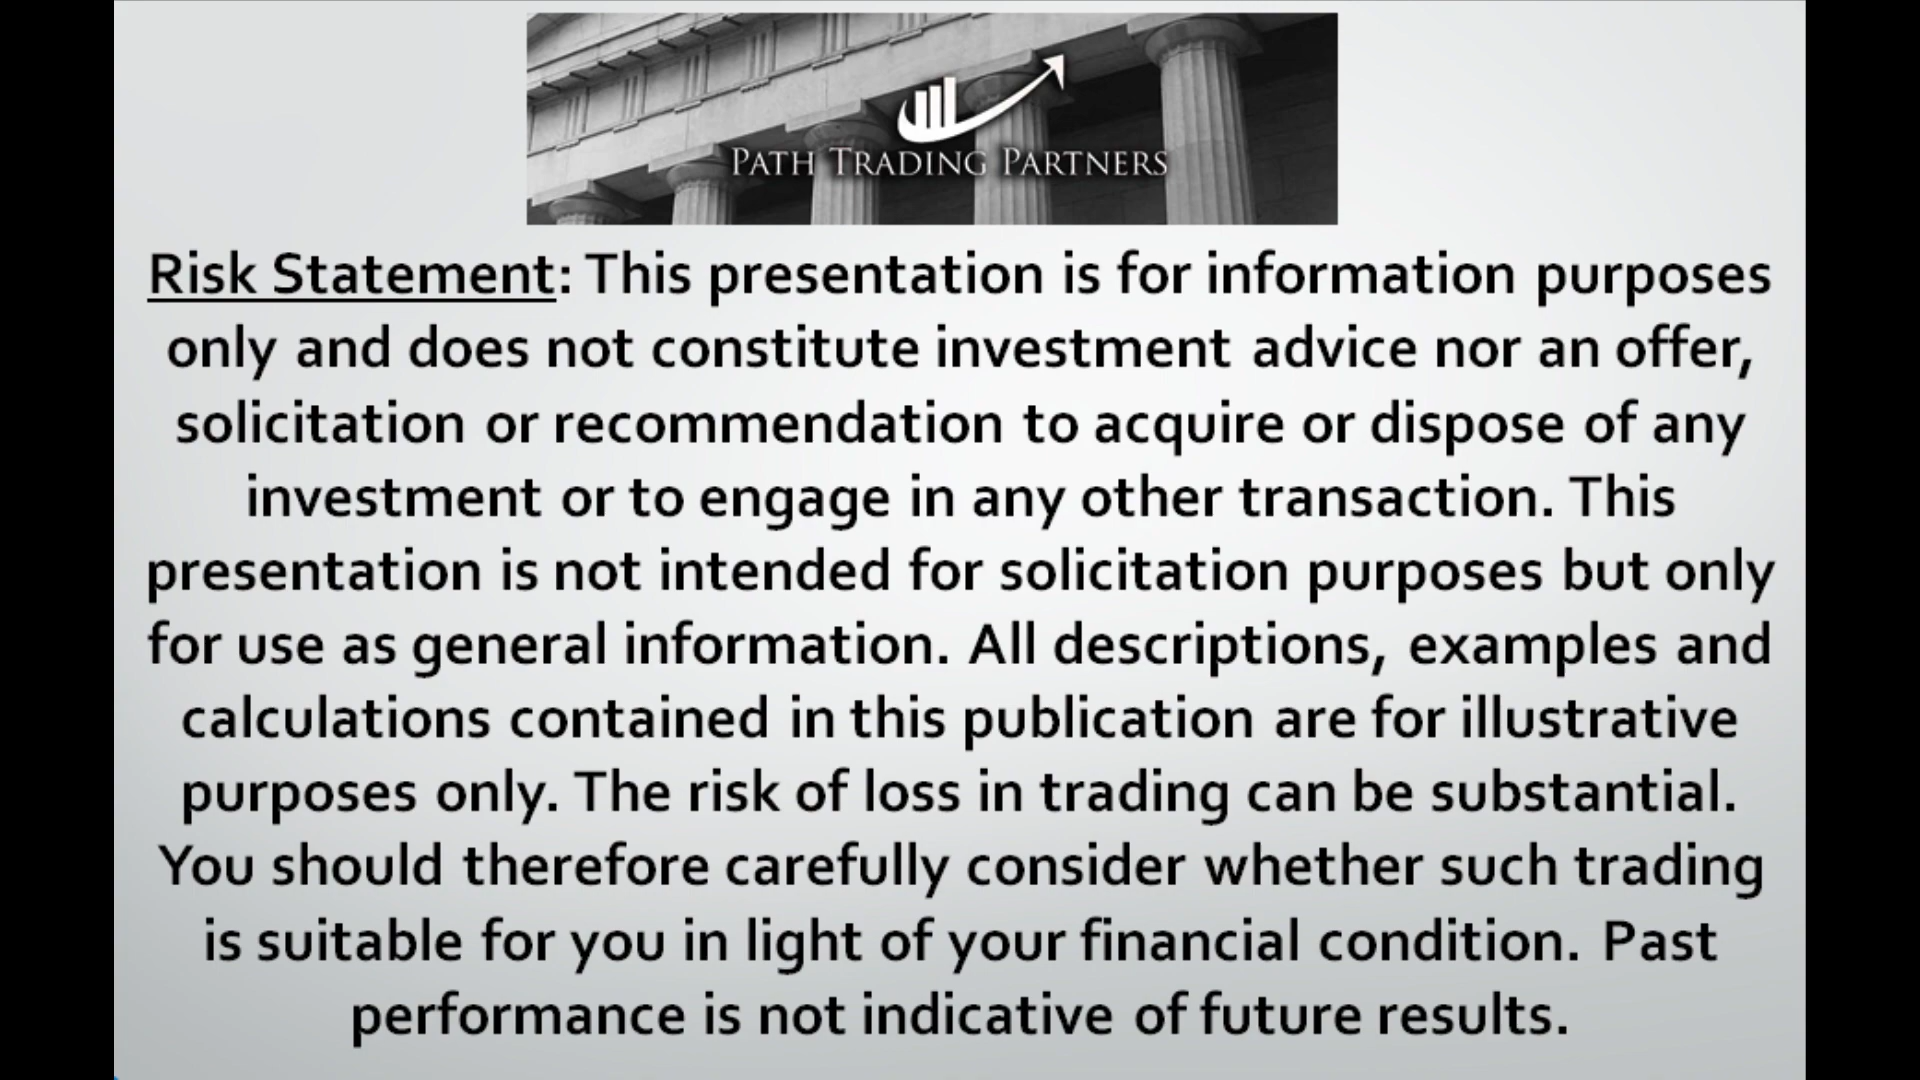 PATH TRADING PARTNERS
Risk Statement: This presentation is for information purposes
only and does not constitute investment advice nor an offer,
solicitation or recommendation to acquire or dispose of any
investment or to engage in any other transaction. This
presentation is not intended for solicitation purposes but only
for use as general information. All descriptions, examples and
calculations contained in this publication are for illustrative
purposes only. The risk of loss in trading can be substantial.
You should therefore carefully consider whether such trading
is suitable for you in light of your financial condition. Past
performance is not indicative of future results.